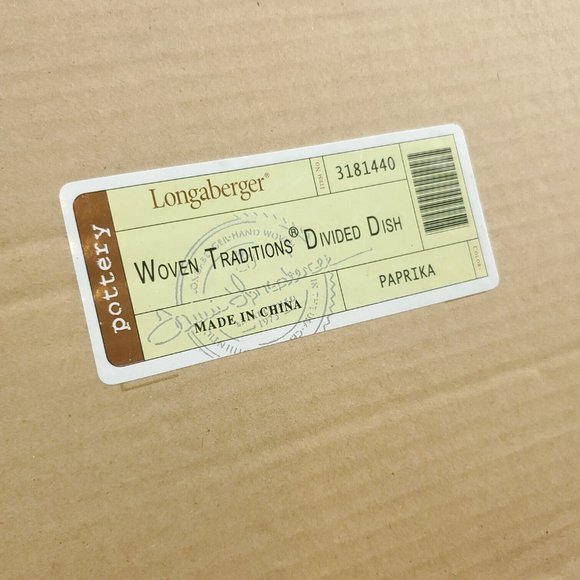 pottery
Longaberger®
ITEM NO.
3181440
Woven Traditions® Divided Dish
MADE IN CHINA
COLOR
PAPRIKA